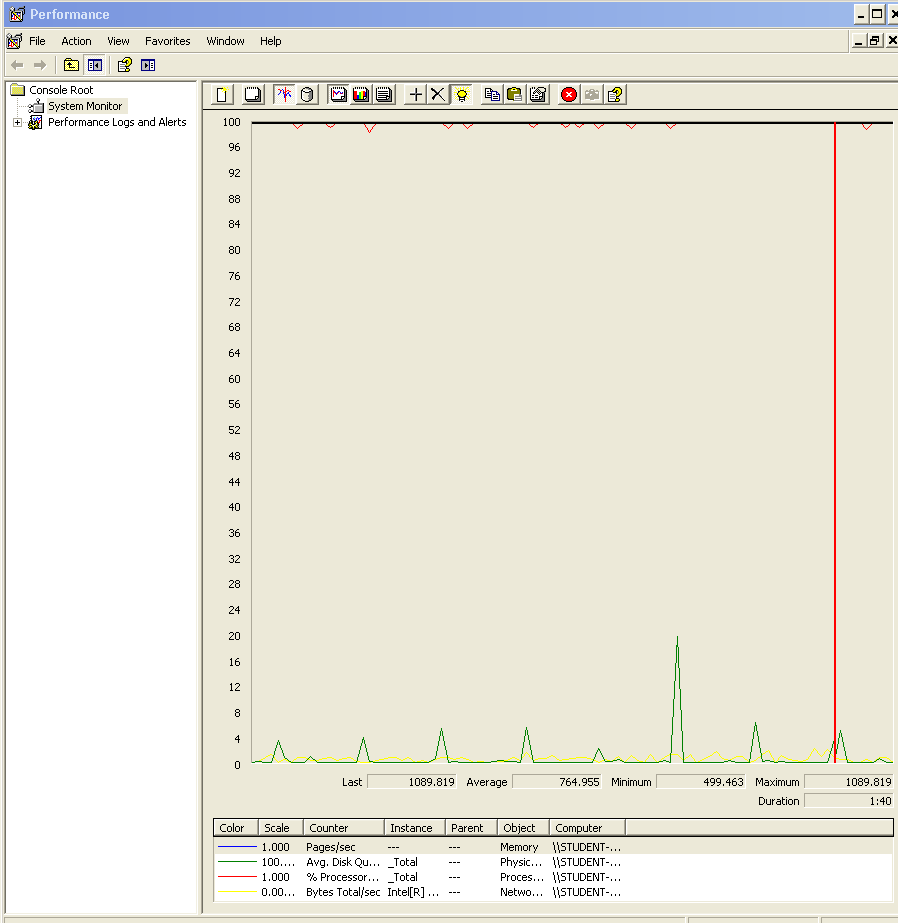 Performance
File Action View Favorites Window Help
Console Root
System Monitor
Performance Logs and Alerts
100
96
92
88
84
80
76
72
68
64
60
56
52
48
44
40
36
32
28
24
20
16
12
8
4
0
Last 1089.819 Average 764.955 Minimum 499.463 Maximum 1089.819
Duration 1:40
Color Scale Counter Instance Parent Object Computer
1.000 Pages/sec --- --- Memory \\STUDENT-...
100.... Avg. Disk Qu... _Total --- Physic... \\STUDENT-...
1.000 % Processor... _Total --- Proces... \\STUDENT-...
0.00... Bytes Total/sec Intel[R] ... --- Netwo... \\STUDENT-...